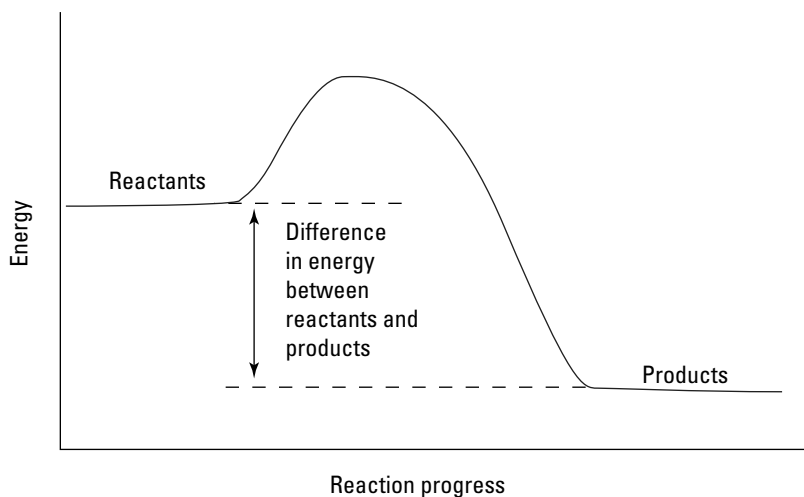 Reactants
Energy
Difference
in energy
between
reactants and
products
Products
Reaction progress